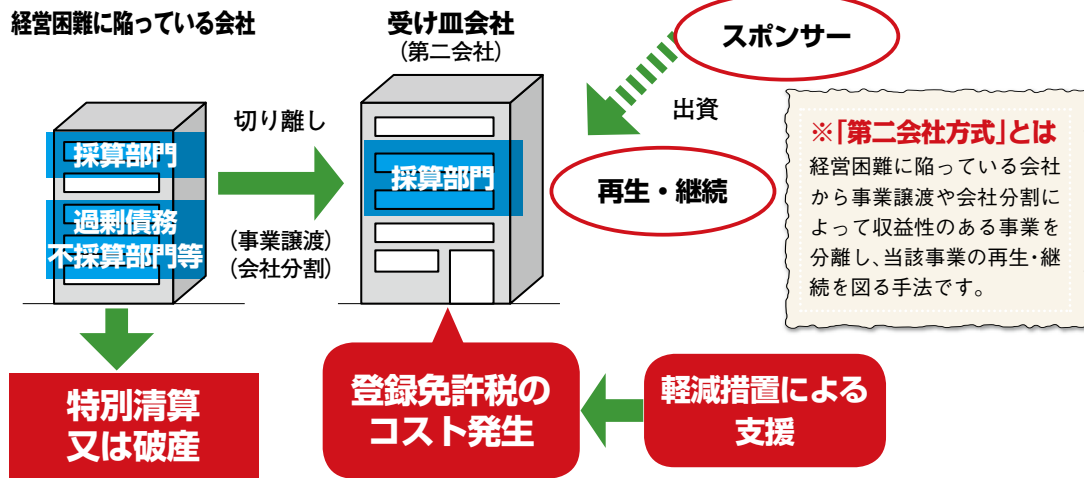 経営困難に陥っている会社
採算部門
過剰債務
不採算部門等
切り離し
(事業譲渡)
(会社分割)
受け皿会社
(第二会社)
採算部門
スポンサー
出資
再生・継続
※「第二会社方式」とは
経営困難に陥っている会社
から事業譲渡や会社分割に
よって収益性のある事業を
分離し、当該事業の再生・継
続を図る手法です。
特別清算
又は破産
登録免許税の
コスト発生
軽減措置による
支援